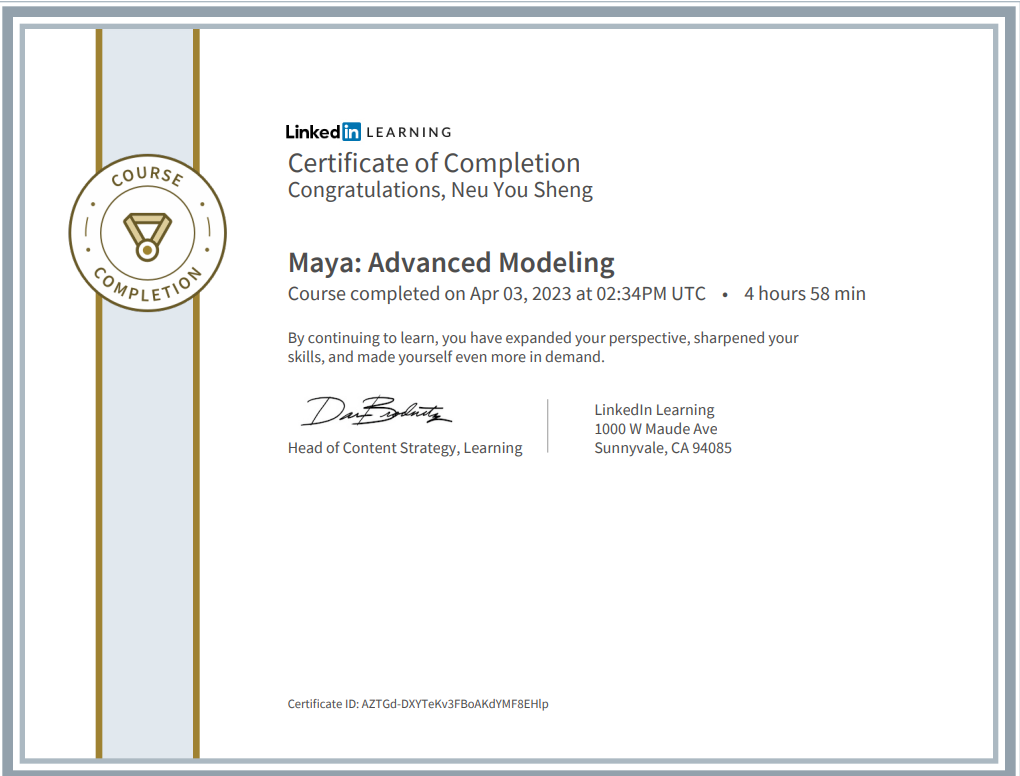 COURSE
COMPLETION
Linked in LEARNING
Certificate of Completion
Congratulations, Neu You Sheng
Maya: Advanced Modeling
Course completed on Apr 03, 2023 at 02:34PM UTC • 4 hours 58 min
By continuing to learn, you have expanded your perspective, sharpened your
skills, and made yourself even more in demand.
Head of Content Strategy, Learning
LinkedIn Learning
1000 W Maude Ave
Sunnyvale, CA 94085
Certificate ID: AZTGd-DXYTeKv3FBoAKdYMF8EHlp